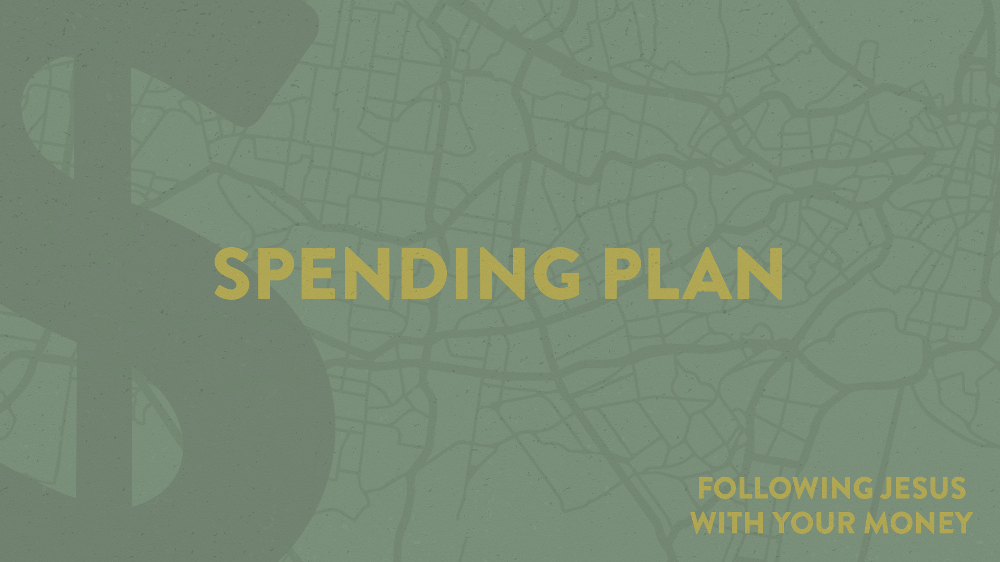 SPENDING PLAN
FOLLOWING JESUS
WITH YOUR MONEY